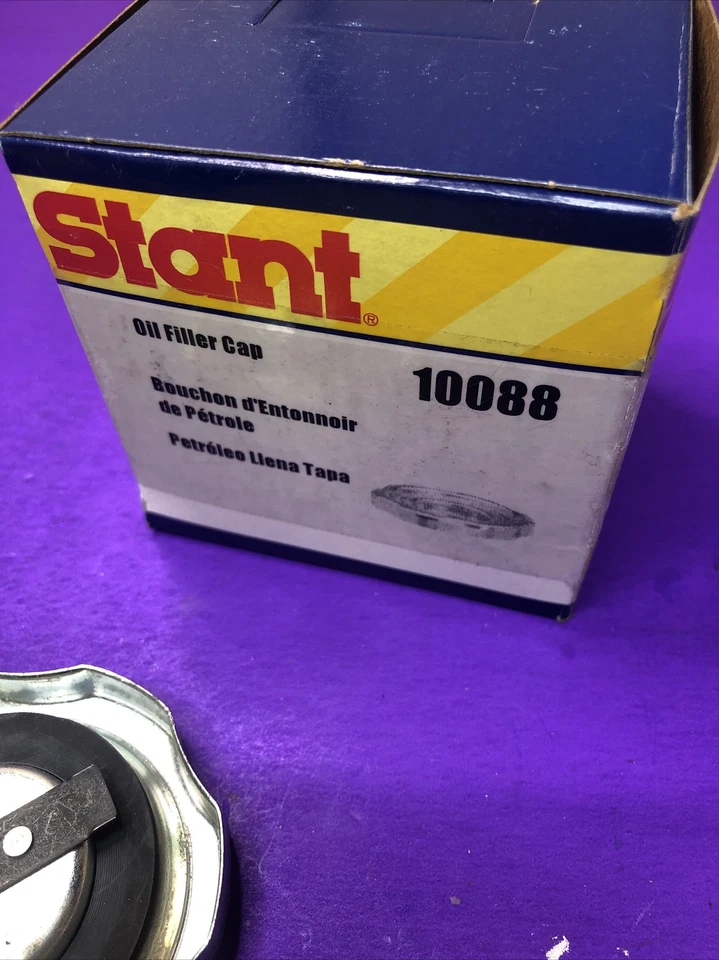 Stant®
Oil Filler Cap
10088
Bouchon d'Entonnoir
de Pétrole
Petróleo Llena Tapa